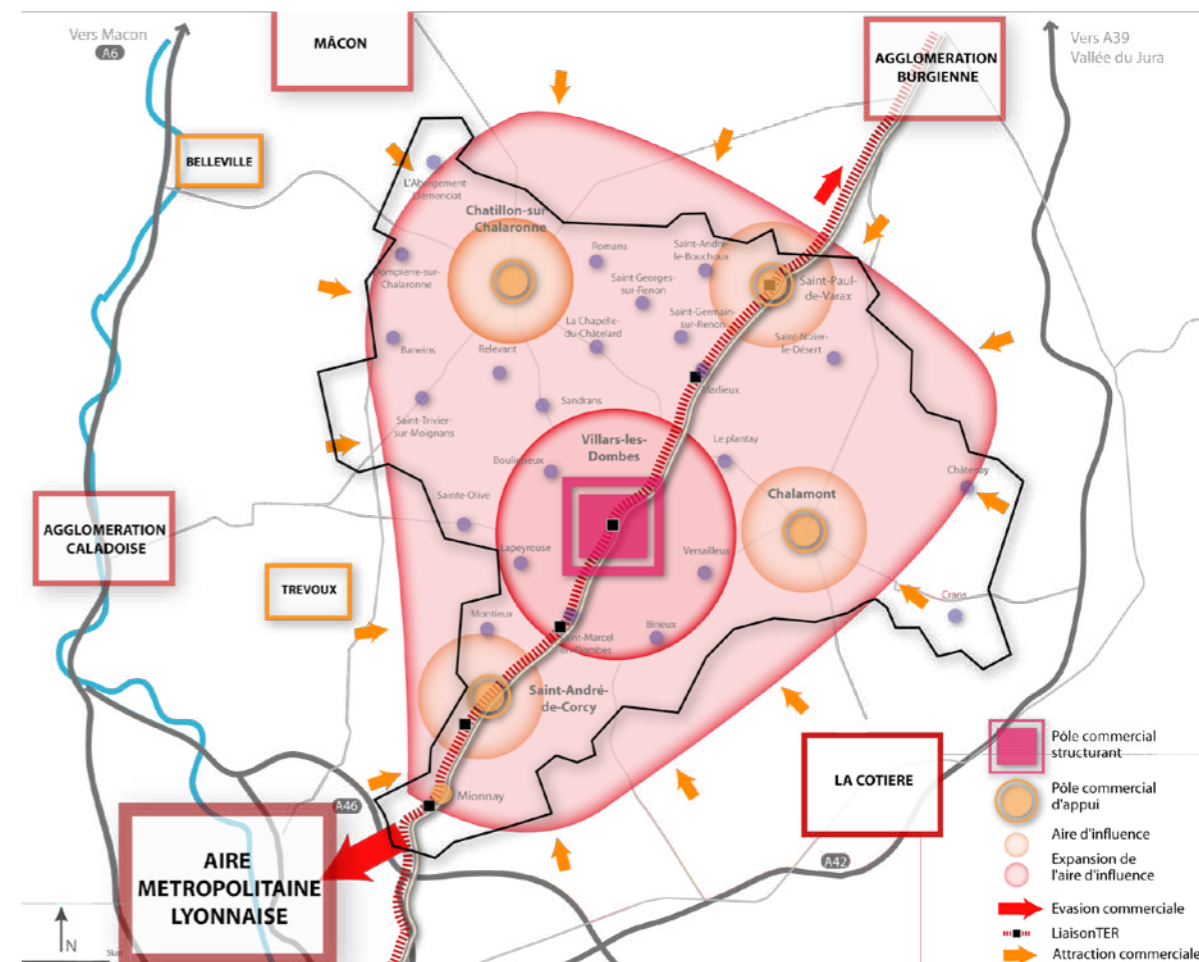 Vers Macon
A6
MÂCON
AGGLOMERATION
BURGIENNE
Vers A39
Vallée du Jura
BELLEVILLE
L'Abergement-
Clémenciat
Chatillon-sur
Chalaronne
Romans
Saint-André-
le-Bouchoux
Dompierre-sur-
Chalaronne
Saint Georges-
sur-Renon
Saint-Paul-
de-Varax
La Chapelle-
du-Châtelard
Saint-Germain-
sur-Renon
Saint-Nizier-
le-Désert
Baneins
Relevant
Marlieux
Saint-Trivier-
sur-Moignans
Sandrans
Villars-les-
Dombes
Bouligneux
Le plantay
Chalamont
Châtenay
Sainte-Olive
AGGLOMERATION
CALADOISE
Lapeyrouse
Versailleux
TREVOUX
Montieux
Saint-Marcel
en-Dombes
Birieux
Crans
Saint-André-
de-Corcy
LA COTIERE
Mionnay
A46
A42
AIRE
METROPOLITAINE
LYONNAISE
N
5km
Pôle commercial
structurant
Pôle commercial
d'appui
Aire d'influence
Expansion de
l'aire d'influence
Evasion commerciale
LiaisonTER
Attraction commerciale